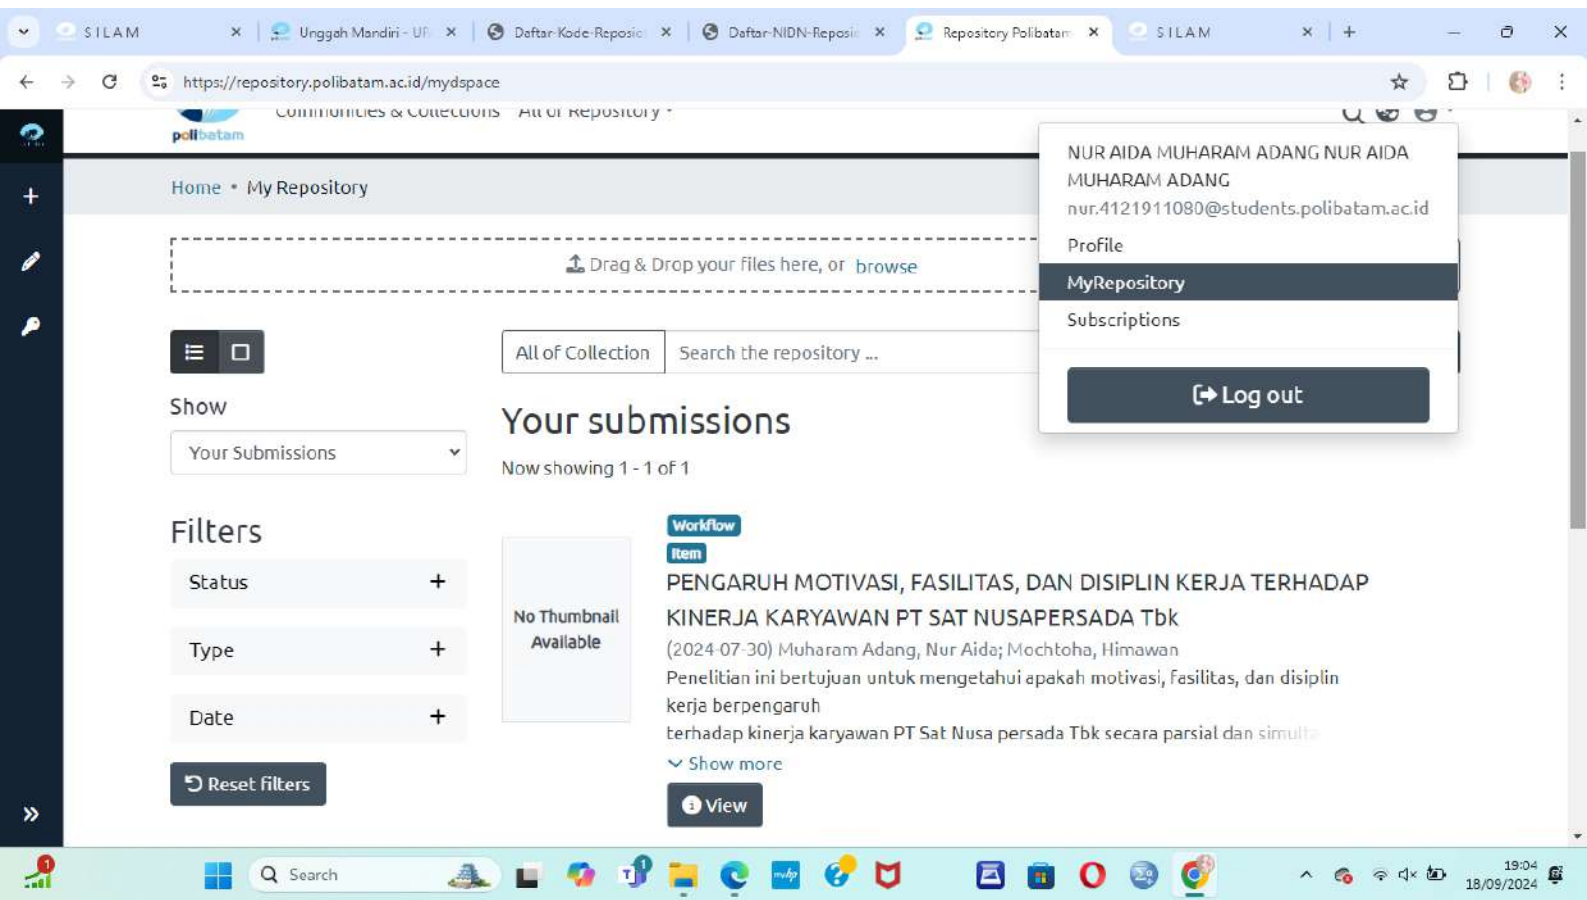 SILAM
Unggah Mandiri - UP
Daftar-Kode-Reposi
Daftar-NIDN-Reposi
Repository Polibatam
SILAM
https://repository.polibatam.ac.id/mydspace
polibatam
Communities & Collections
All of Repository
Home • My Repository
NUR AIDA MUHARAM ADANG NUR AIDA
MUHARAM ADANG
nur.4121911080@students.polibatam.ac.id
Profile
MyRepository
Subscriptions
Log out
Drag & Drop your files here, or browse
All of Collection
Search the repository ...
Show
Your Submissions
Your submissions
Now showing 1 - 1 of 1
Filters
Status
Type
Date
Reset filters
No Thumbnail
Available
Workflow
Item
PENGARUH MOTIVASI, FASILITAS, DAN DISIPLIN KERJA TERHADAP
KINERJA KARYAWAN PT SAT NUSAPERSADA Tbk
(2024-07-30) Muharam Adang, Nur Aida; Mochtoha, Himawan
Penelitian ini bertujuan untuk mengetahui apakah motivasi, fasilitas, dan disiplin
kerja berpengaruh
terhadap kinerja karyawan PT Sat Nusa persada Tbk secara parsial dan simulta
Show more
View
1
Search
1
myhp
19:04
18/09/2024